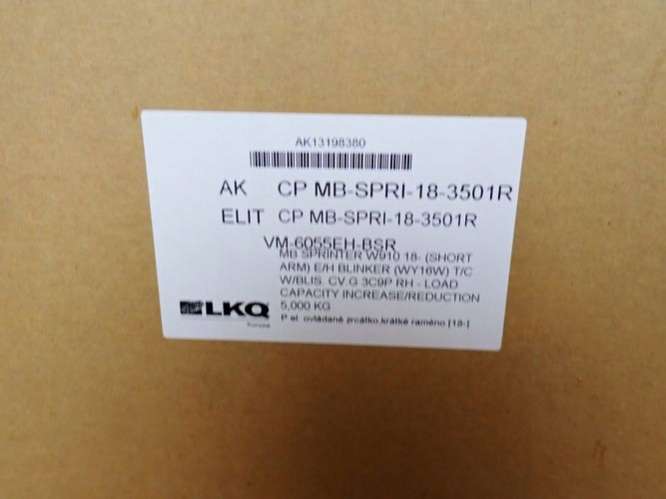 AK13198380
AK CP MB-SPRI-18-3501R
ELIT CP MB-SPRI-18-3501R
VM-6055EH-BSR
MB SPRINTER W910 18- (SHORT
ARM) E/H BLINKER (WY16W) T/C
W/BLIS. CV.G 3C9P RH - LOAD
CAPACITY INCREASE/REDUCTION
5,000 KG
LKQ
P el. ovládané zrcátko,krátké raméno [18-]